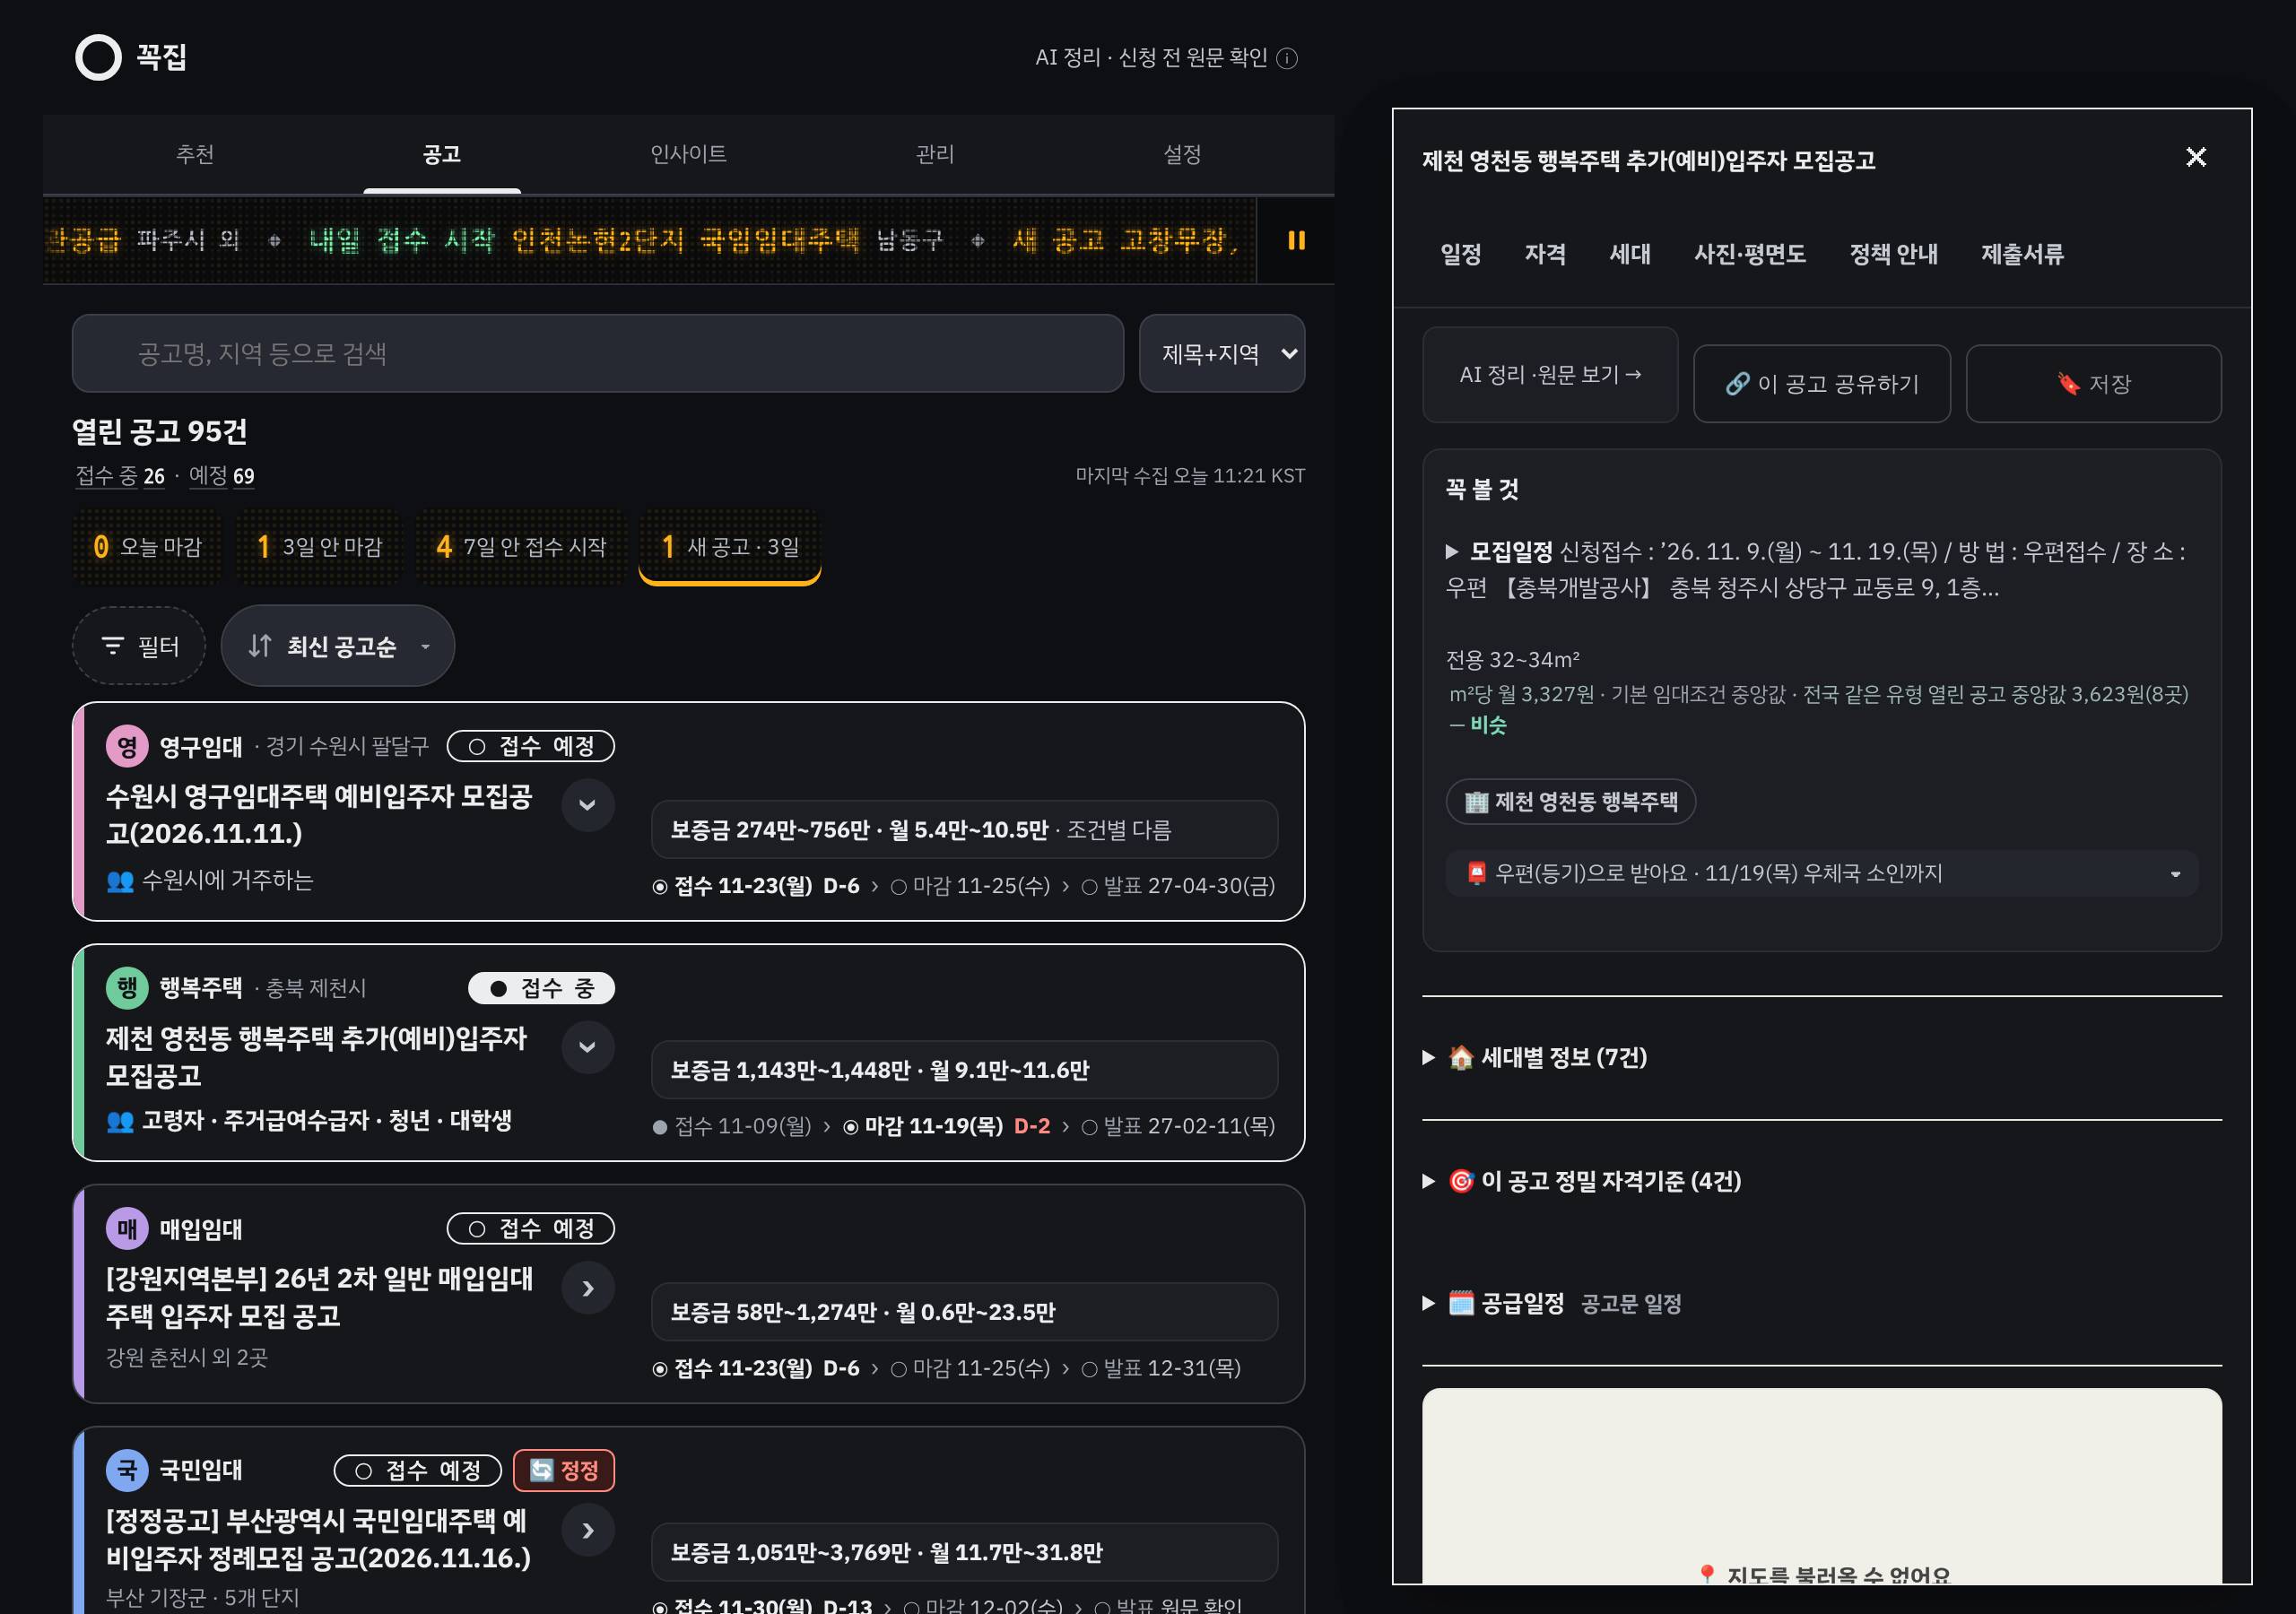 꼭집
AI 정리 · 신청 전 원문 확인 ⓘ
추천
공고
인사이트
관리
설정
파주시 외 ◆ 내일 접수 시작 인천논현2단지 국민임대주택 남동구 ◆ 새 공고 고창무장,
공고명, 지역 등으로 검색
제목+지역
열린 공고 95건
접수 중 26 · 예정 69
마지막 수집 오늘 11:21 KST
0 오늘 마감
1 3일 안 마감
4 7일 안 접수 시작
1 새 공고 · 3일
필터
최신 공고순
영 영구임대 · 경기 수원시 팔달구 ○ 접수 예정
수원시 영구임대주택 예비입주자 모집공
고(2026.11.11.)
👥 수원시에 거주하는
보증금 274만~756만 · 월 5.4만~10.5만 · 조건별 다름
◉ 접수 11-23(월) D-6 › ○ 마감 11-25(수) › ○ 발표 27-04-30(금)
행 행복주택 · 충북 제천시 ● 접수 중
제천 영천동 행복주택 추가(예비)입주자
모집공고
👥 고령자 · 주거급여수급자 · 청년 · 대학생
보증금 1,143만~1,448만 · 월 9.1만~11.6만
● 접수 11-09(월) › ◉ 마감 11-19(목) D-2 › ○ 발표 27-02-11(목)
매 매입임대 ○ 접수 예정
[강원지역본부] 26년 2차 일반 매입임대
주택 입주자 모집 공고
강원 춘천시 외 2곳
보증금 58만~1,274만 · 월 0.6만~23.5만
◉ 접수 11-23(월) D-6 › ○ 마감 11-25(수) › ○ 발표 12-31(목)
국 국민임대 ○ 접수 예정 🔄 정정
[정정공고] 부산광역시 국민임대주택 예
비입주자 정례모집 공고(2026.11.16.)
부산 기장군 · 5개 단지
보증금 1,051만~3,769만 · 월 11.7만~31.8만
◉ 접수 11-30(월) D-13 › ○ 마감 12-02(수) › ○ 발표 원문 확인
제천 영천동 행복주택 추가(예비)입주자 모집공고
일정
자격
세대
사진·평면도
정책 안내
제출서류
AI 정리 ·원문 보기 →
🔗 이 공고 공유하기
🔖 저장
꼭 볼 것
▶ 모집일정 신청접수 : ’26. 11. 9.(월) ~ 11. 19.(목) / 방 법 : 우편접수 / 장 소 :
우편 【충북개발공사】 충북 청주시 상당구 교동로 9, 1층…
전용 32~34m²
m²당 월 3,327원 · 기본 임대조건 중앙값 · 전국 같은 유형 열린 공고 중앙값 3,623원(8곳)
— 비슷
🏢 제천 영천동 행복주택
📮 우편(등기)으로 받아요 · 11/19(목) 우체국 소인까지
▶ 🏠 세대별 정보 (7건)
▶ 🎯 이 공고 정밀 자격기준 (4건)
▶ 🗓️ 공급일정 공고문 일정
📍 지도를 불러올 수 없어요